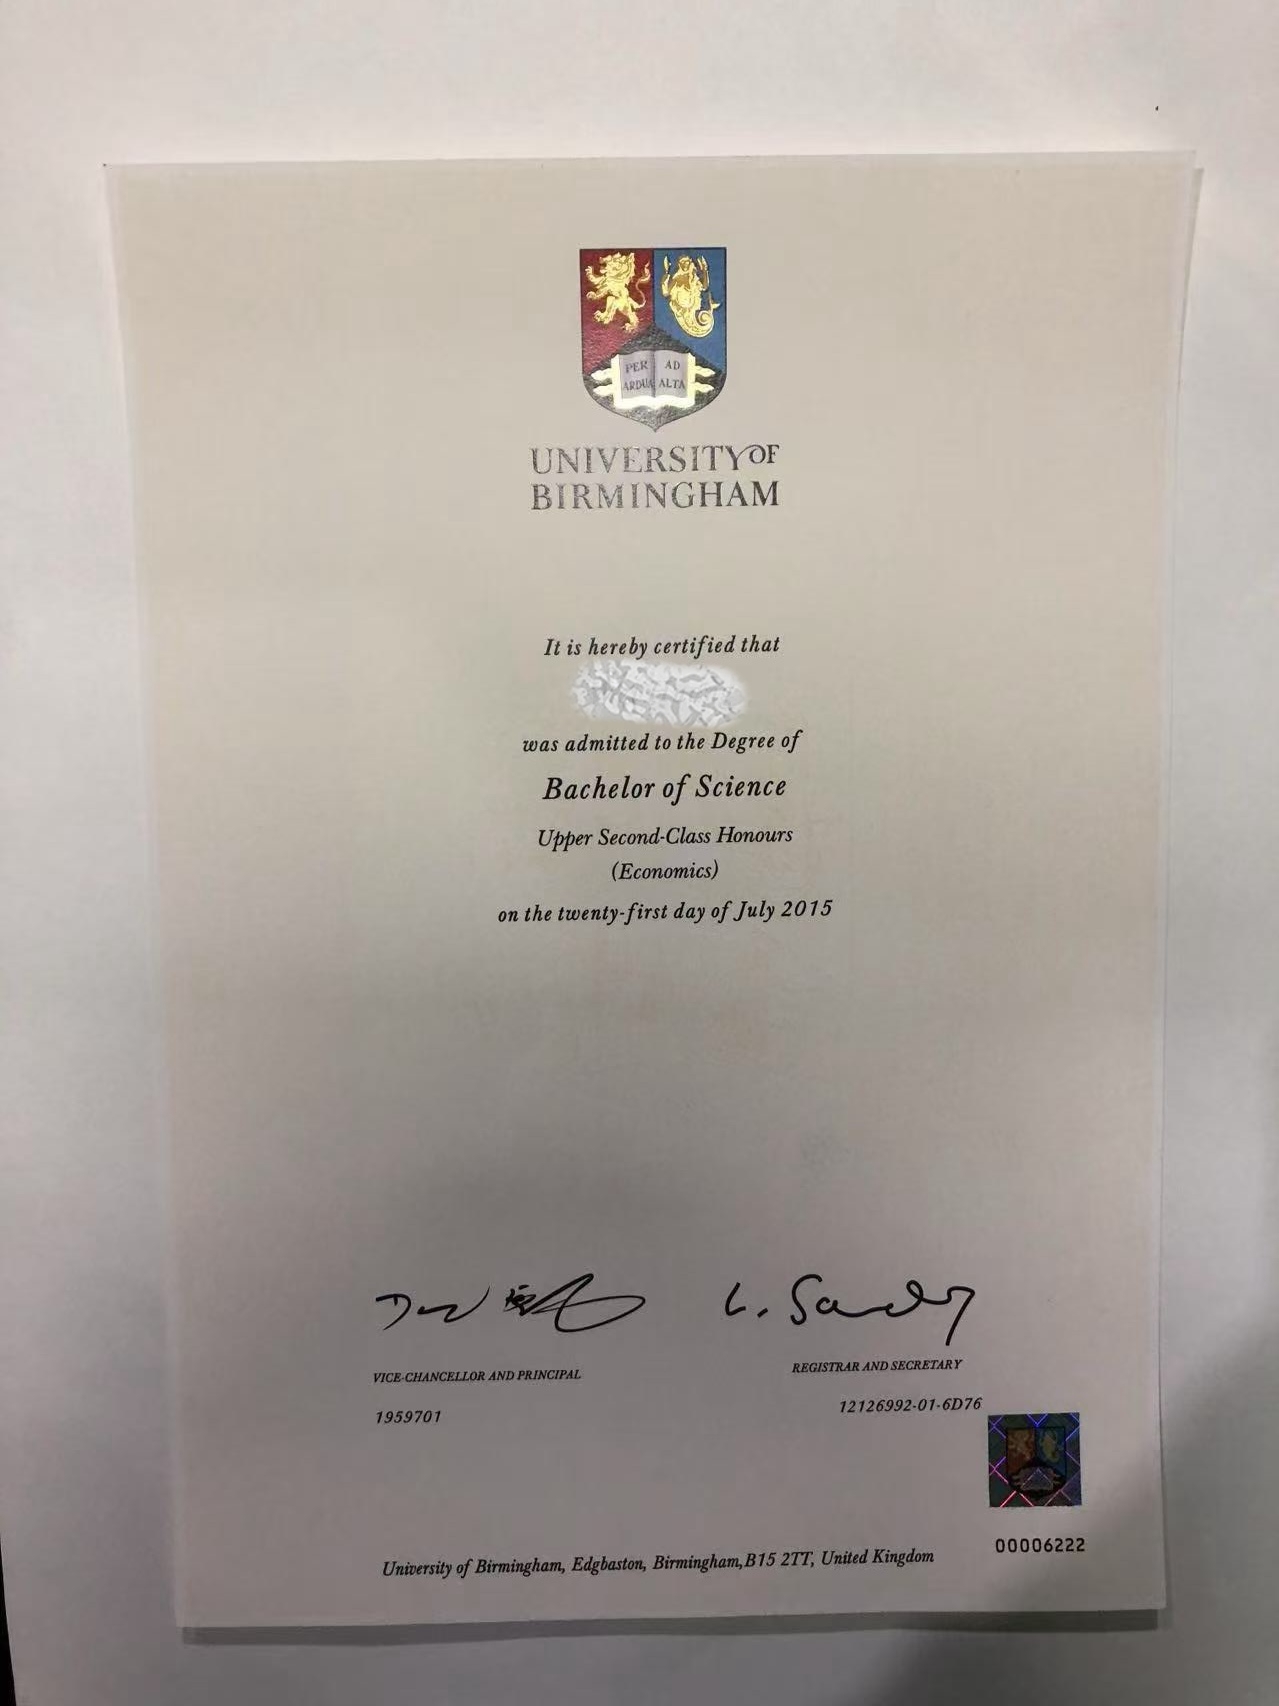 PER AD
ARDUA ALTA
UNIVERSITY OF
BIRMINGHAM
It is hereby certified that
was admitted to the Degree of
Bachelor of Science
Upper Second-Class Honours
(Economics)
on the twenty-first day of July 2015
L. Sanders
VICE-CHANCELLOR AND PRINCIPAL
REGISTRAR AND SECRETARY
1959701
12126992-01-6D76
00006222
University of Birmingham, Edgbaston, Birmingham, B15 2TT, United Kingdom